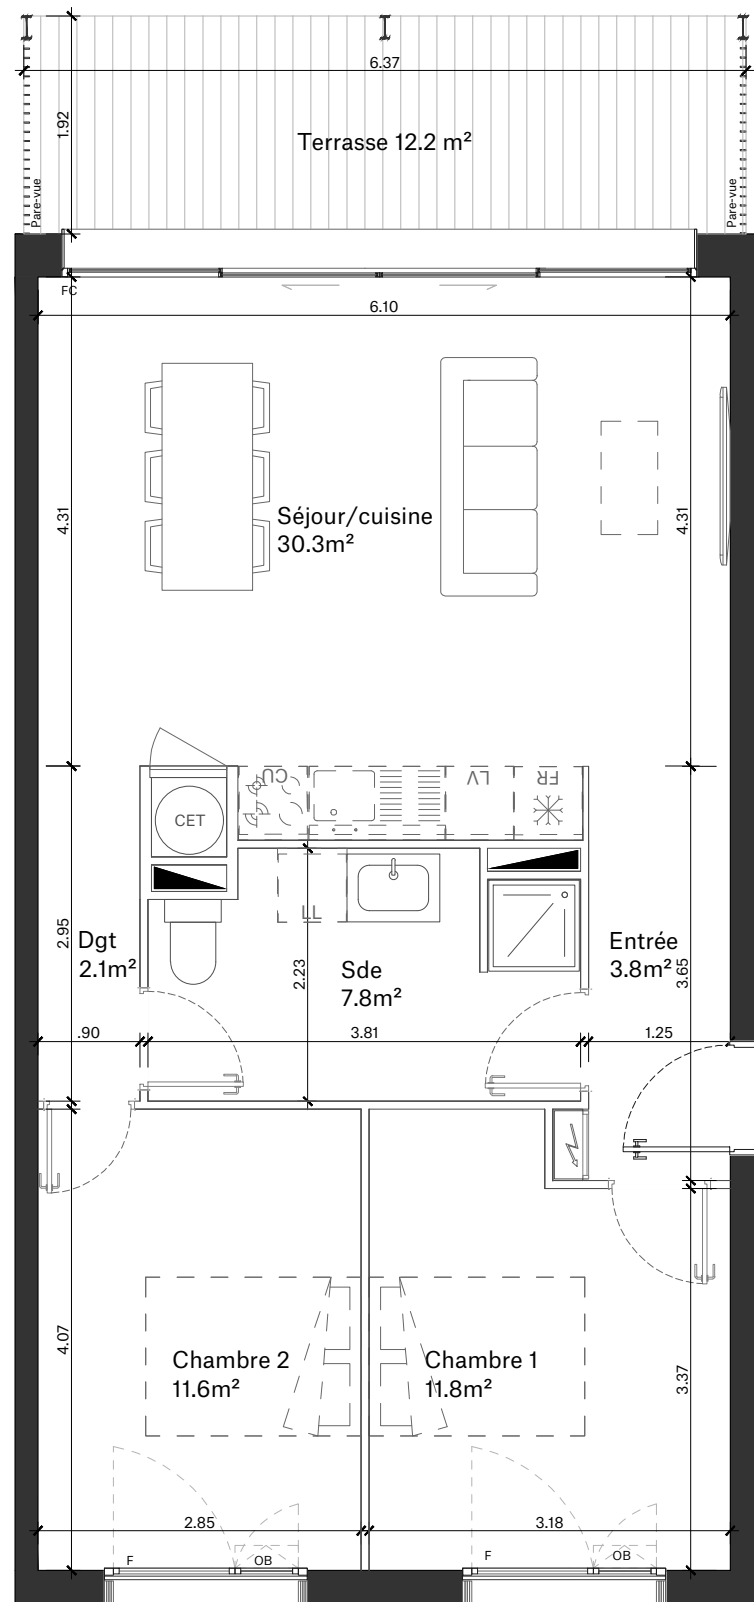 6.37
1.92
Terrasse 12.2 m²
Pare-vue
Pare-vue
FC
6.10
4.31
4.31
Séjour/cuisine
30.3m²
CET
CU
LV
FR
LL
2.95
Dgt
2.1m²
2.23
Sde
7.8m²
Entrée
3.8m²
3.65
.90
3.81
1.25
4.07
Chambre 2
11.6m²
Chambre 1
11.8m²
3.37
2.85
3.18
F
OB
F
OB